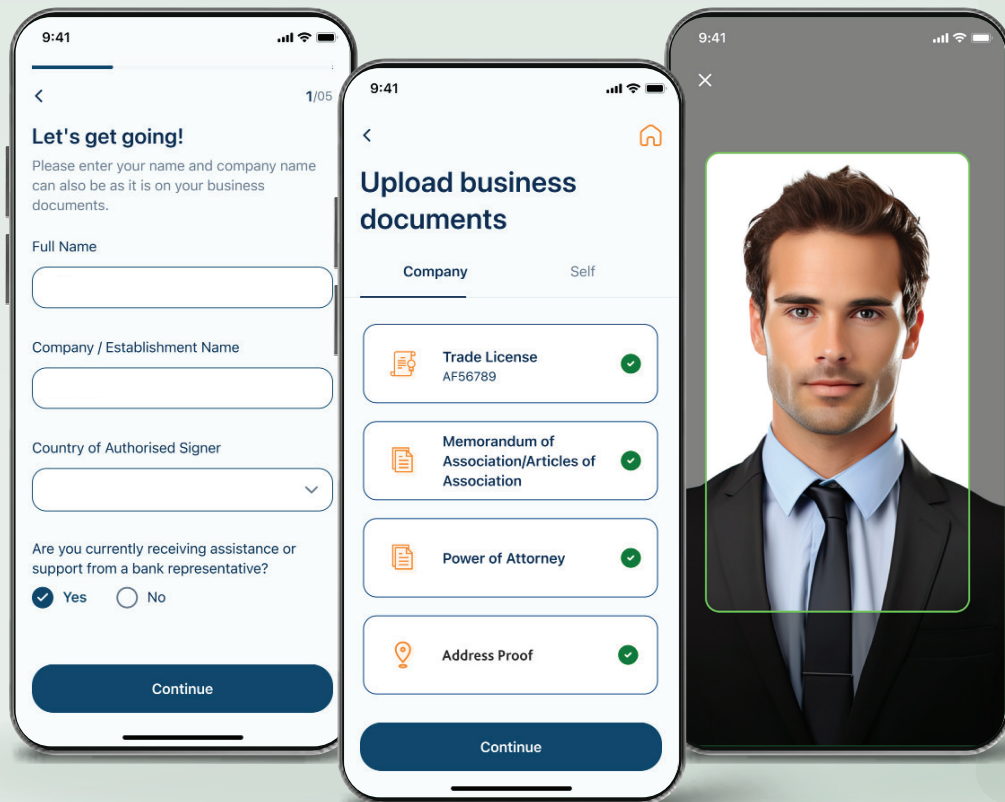 9:41
1/05
Let's get going!
Please enter your name and company name
can also be as it is on your business
documents.
Full Name
Company / Establishment Name
Country of Authorised Signer
Are you currently receiving assistance or
support from a bank representative?
Yes No
Continue
9:41
Upload business
documents
Company Self
Trade License
AF56789
Memorandum of
Association/Articles of
Association
Power of Attorney
Address Proof
Continue
9:41